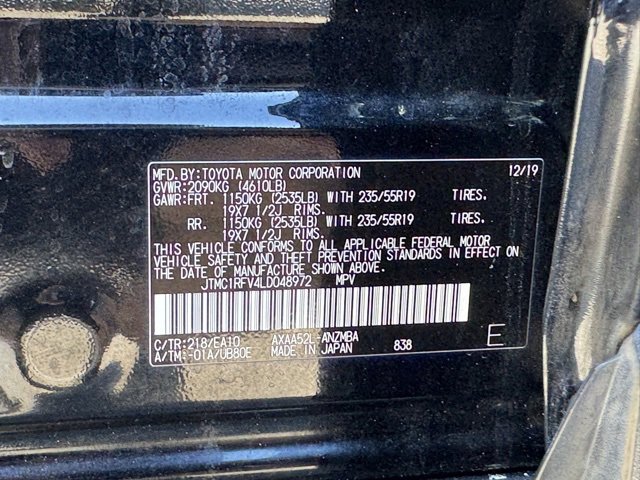 MFD.BY:TOYOTA MOTOR CORPORATION 12/19
GVWR:2090KG (4610LB)
GAWR:FRT. 1150KG (2535LB) WITH 235/55R19 TIRES.
19X7 1/2J RIMS.
RR. 1150KG (2535LB) WITH 235/55R19 TIRES.
19X7 1/2J RIMS.
THIS VEHICLE CONFORMS TO ALL APPLICABLE FEDERAL MOTOR
VEHICLE SAFETY AND THEFT PREVENTION STANDARDS IN EFFECT ON
THE DATE OF MANUFACTURE SHOWN ABOVE.
JTMC1RFV4LD048972 MPV
C/TR:218/EA10 AXAA52L-ANZMBA
A/TM:-01A/UB80E MADE IN JAPAN 838 E